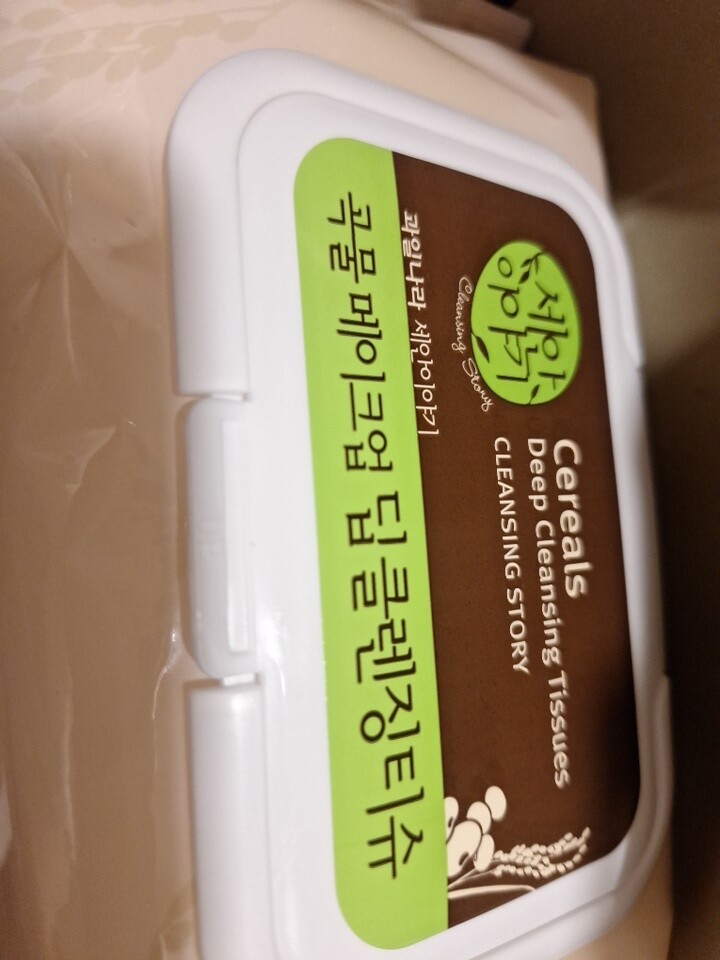 세안
이야기
Cleansing Story
Cereals
Deep Cleansing Tissues
CLEANSING STORY
과일나라 세안이야기
곡물 메이크업 딥 클렌징티슈